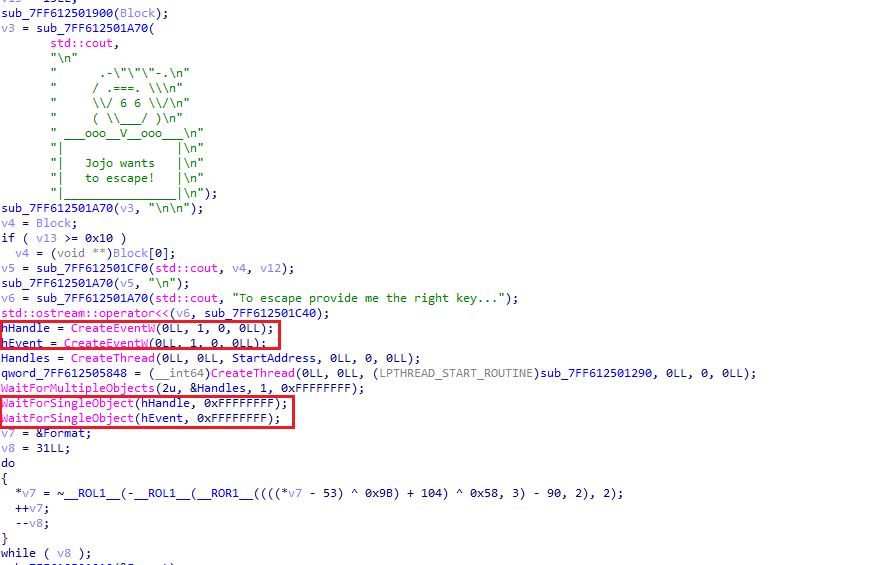 sub_7FF612501900(Block);
v3 = sub_7FF612501A70(
       std::cout,
       "\n"
       "      .-\"\"\"-.\n"
       "     / .===. \\\n"
       "     \\/ 6 6 \\/\n"
       "     ( \\___/ )\n"
       " ___ooo__V__ooo___\n"
       "|                |\n"
       "|   Jojo wants   |\n"
       "|   to escape!   |\n"
       "|________________|\n");
sub_7FF612501A70(v3, "\n\n");
v4 = Block;
if ( v13 >= 0x10 )
  v4 = (void **)Block[0];
v5 = sub_7FF612501CF0(std::cout, v4, v12);
sub_7FF612501A70(v5, "\n");
v6 = sub_7FF612501A70(std::cout, "To escape provide me the right key...");
std::ostream::operator<<(v6, sub_7FF612501C40);
hHandle = CreateEventW(0LL, 1, 0, 0LL);
hEvent = CreateEventW(0LL, 1, 0, 0LL);
Handles = CreateThread(0LL, 0LL, StartAddress, 0LL, 0, 0LL);
qword_7FF612505848 = (__int64)CreateThread(0LL, 0LL, (LPTHREAD_START_ROUTINE)sub_7FF612501290, 0LL, 0, 0LL);
WaitForMultipleObjects(2u, &Handles, 1, 0xFFFFFFFF);
WaitForSingleObject(hHandle, 0xFFFFFFFF);
WaitForSingleObject(hEvent, 0xFFFFFFFF);
v7 = &Format;
v8 = 31LL;
do
{
  *v7 = ~__ROL1__(-__ROL1__(__ROR1__((((*v7 - 53) ^ 0x9B) + 104) ^ 0x58, 3) - 90, 2), 2);
  ++v7;
  --v8;
}
while ( v8 );